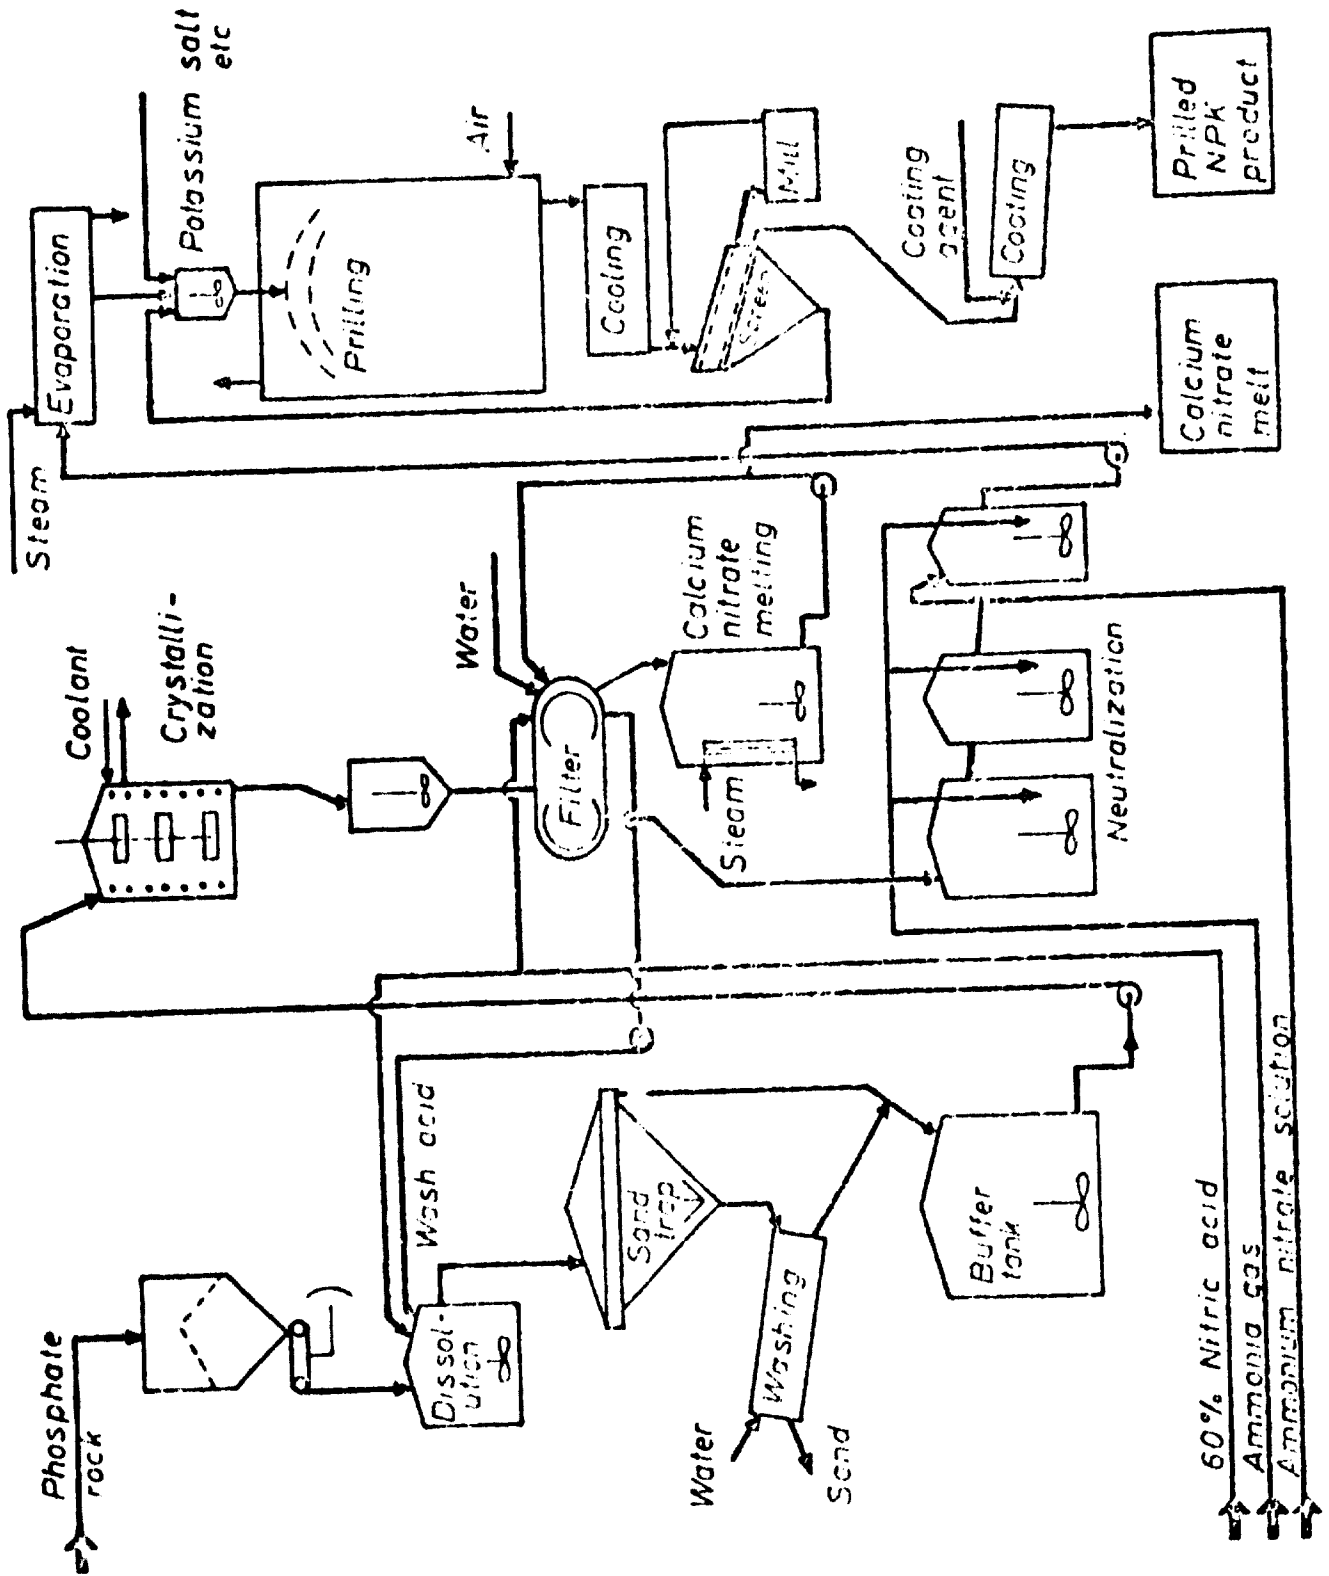 Phosphate
rock
Dissol-
ution
Wash acid
Sand
trap
Water
Washing
Sand
Buffer
tank
60% Nitric acid
Ammonia gas
Ammonium nitrate solution
Coolant
Crystalli-
zation
Water
Filter
Steam
Calcium
nitrate
melting
Neutralization
Steam
Evaporation
Potassium salt
etc
Prilling
Air
Cooling
Screen
Mill
Coating
agent
Coating
Calcium
nitrate
melt
Prilled
NPK
product